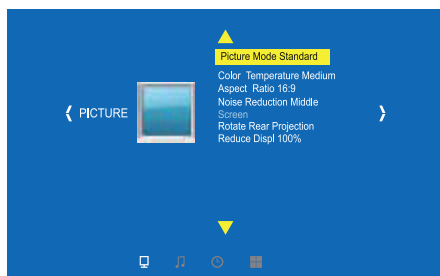 Picture Mode Standard
Color Temperature Medium
Aspect Ratio 16:9
Noise Reduction Middle
PICTURE
Screen
Rotate Rear Projection
Reduce Displ 100%